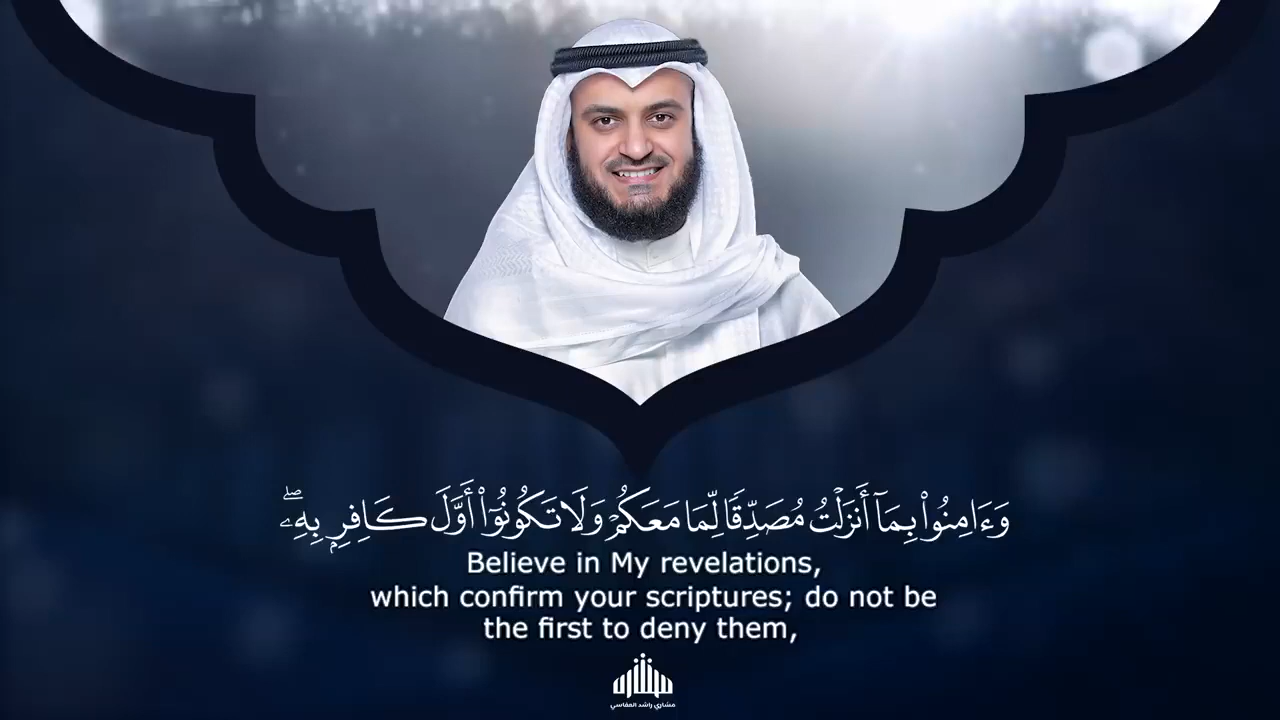 وَءَامِنُوا۟ بِمَآ أَنزَلْتُ مُصَدِّقًا لِّمَا مَعَكُمْ وَلَا تَكُونُوٓا۟ أَوَّلَ كَافِرٍۭ بِهِۦ ۖ
Believe in My revelations,
which confirm your scriptures; do not be
the first to deny them,
مشاري راشد العفاسي